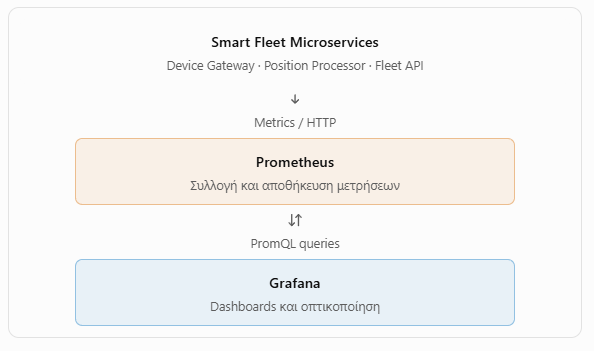 Smart Fleet Microservices
Device Gateway · Position Processor · Fleet API
↓
Metrics / HTTP
Prometheus
Συλλογή και αποθήκευση μετρήσεων
↓↑
PromQL queries
Grafana
Dashboards και οπτικοποίηση